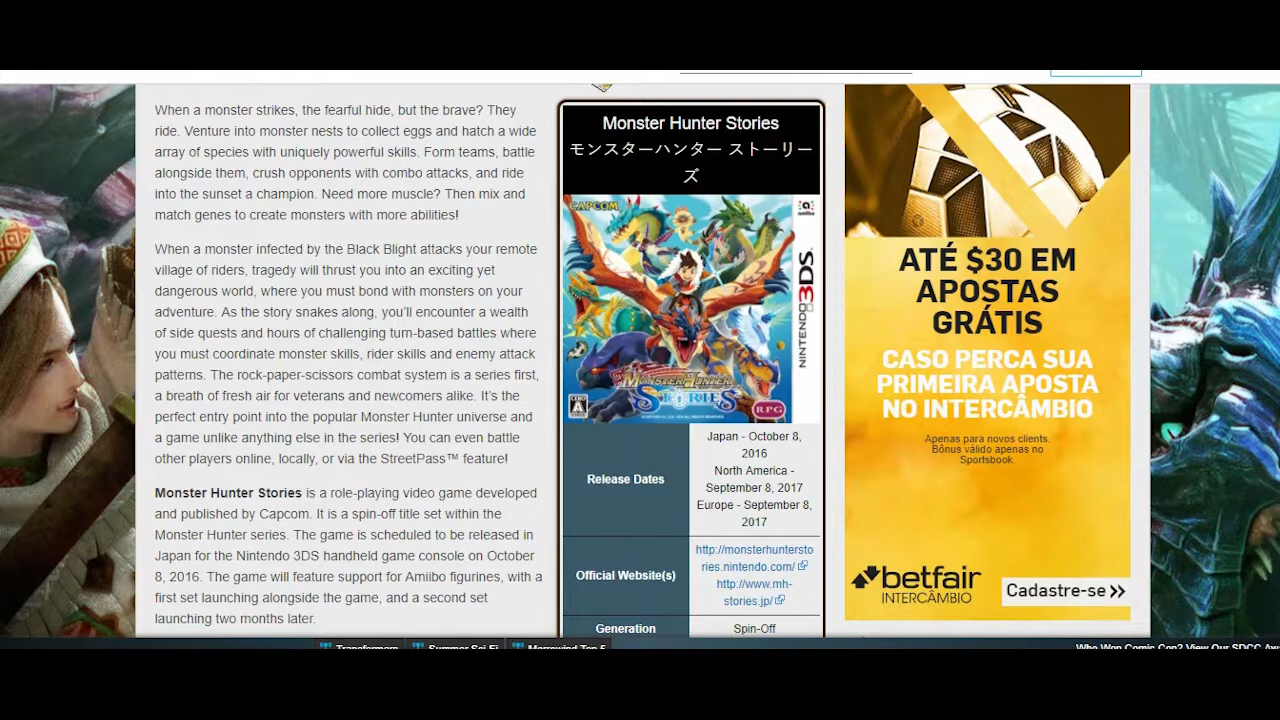 When a monster strikes, the fearful hide, but the brave? They
ride. Venture into monster nests to collect eggs and hatch a wide
array of species with uniquely powerful skills. Form teams, battle
alongside them, crush opponents with combo attacks, and ride
into the sunset a champion. Need more muscle? Then mix and
match genes to create monsters with more abilities!
When a monster infected by the Black Blight attacks your remote
village of riders, tragedy will thrust you into an exciting yet
dangerous world, where you must bond with monsters on your
adventure. As the story snakes along, you'll encounter a wealth
of side quests and hours of challenging turn-based battles where
you must coordinate monster skills, rider skills and enemy attack
patterns. The rock-paper-scissors combat system is a series first,
a breath of fresh air for veterans and newcomers alike. It's the
perfect entry point into the popular Monster Hunter universe and
a game unlike anything else in the series! You can even battle
other players online, locally, or via the StreetPass™ feature!
Monster Hunter Stories is a role-playing video game developed
and published by Capcom. It is a spin-off title set within the
Monster Hunter series. The game is scheduled to be released in
Japan for the Nintendo 3DS handheld game console on October
8, 2016. The game will feature support for Amiibo figurines, with a
first set launching alongside the game, and a second set
launching two months later.
Monster Hunter Stories
モンスターハンター ストーリー
ズ
CAPCOM
amiibo
NINTENDO 3DS
MONSTER HUNTER
STORIES
A
RPG
Release Dates
Japan - October 8,
2016
North America -
September 8, 2017
Europe - September 8,
2017
Official Website(s)
http://monsterhuntersto
ries.nintendo.com/
http://www.mh-
stories.jp/
Generation
Spin-Off
ATÉ $30 EM
APOSTAS
GRÁTIS
CASO PERCA SUA
PRIMEIRA APOSTA
NO INTERCÂMBIO
Apenas para novos clients.
Bônus válido apenas no
Sportsbook.
betfair
INTERCÂMBIO
Cadastre-se
Transformers
Summer Sci-Fi
Morrowind Top 5
Who Won Comic Con? View Our SDCC